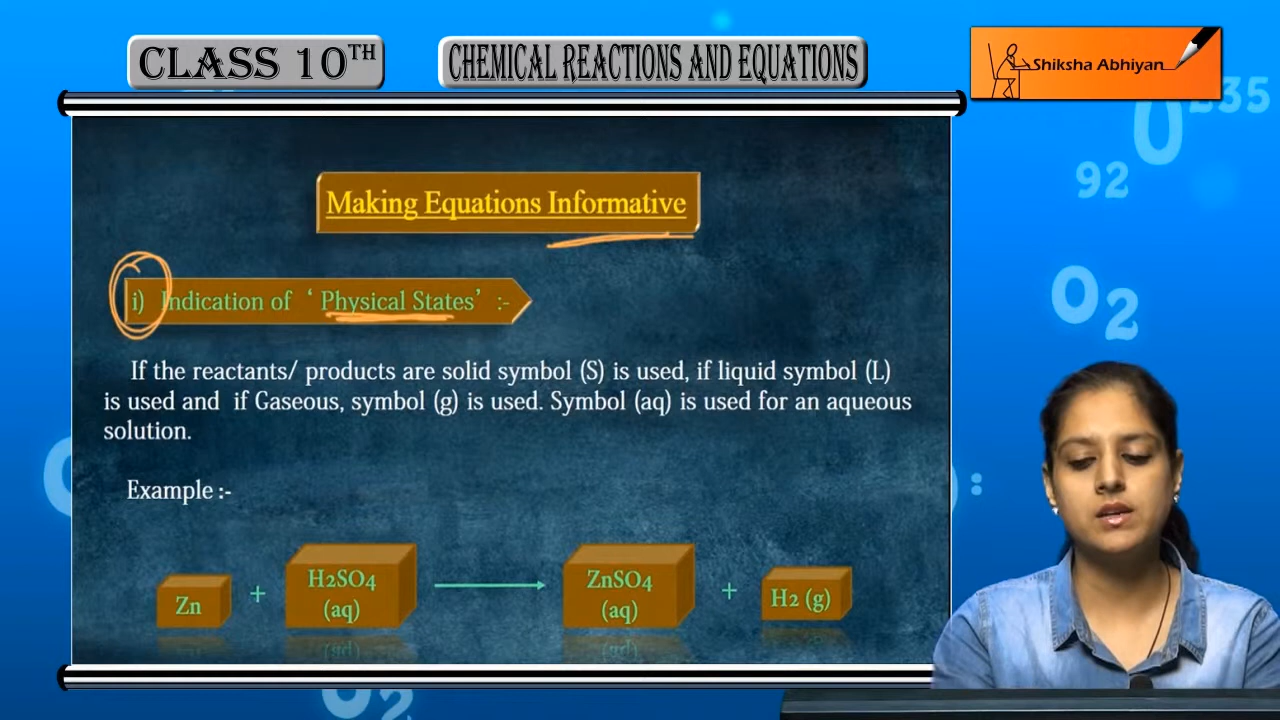 CLASS 10TH
CHEMICAL REACTIONS AND EQUATIONS
Shiksha Abhiyan
Making Equations Informative
i) Indication of ‘ Physical States’ :-
If the reactants/ products are solid symbol (S) is used, if liquid symbol (L)
is used and if Gaseous, symbol (g) is used. Symbol (aq) is used for an aqueous
solution.
Example :-
Zn + H2SO4 (aq) → ZnSO4 (aq) + H2 (g)
U 235
92
O2
O2